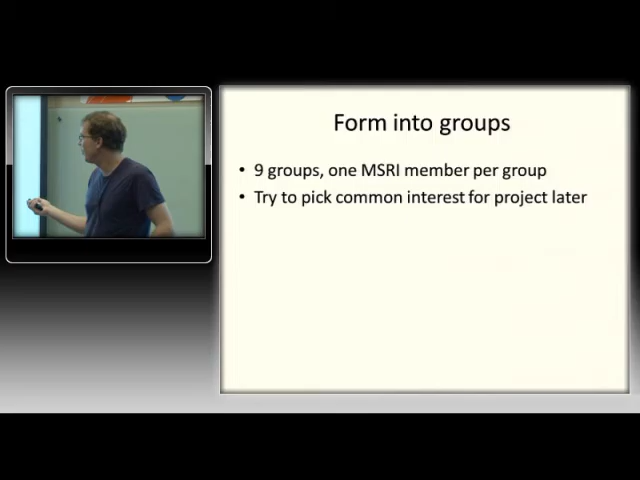 Form into groups
• 9 groups, one MSRI member per group
• Try to pick common interest for project later